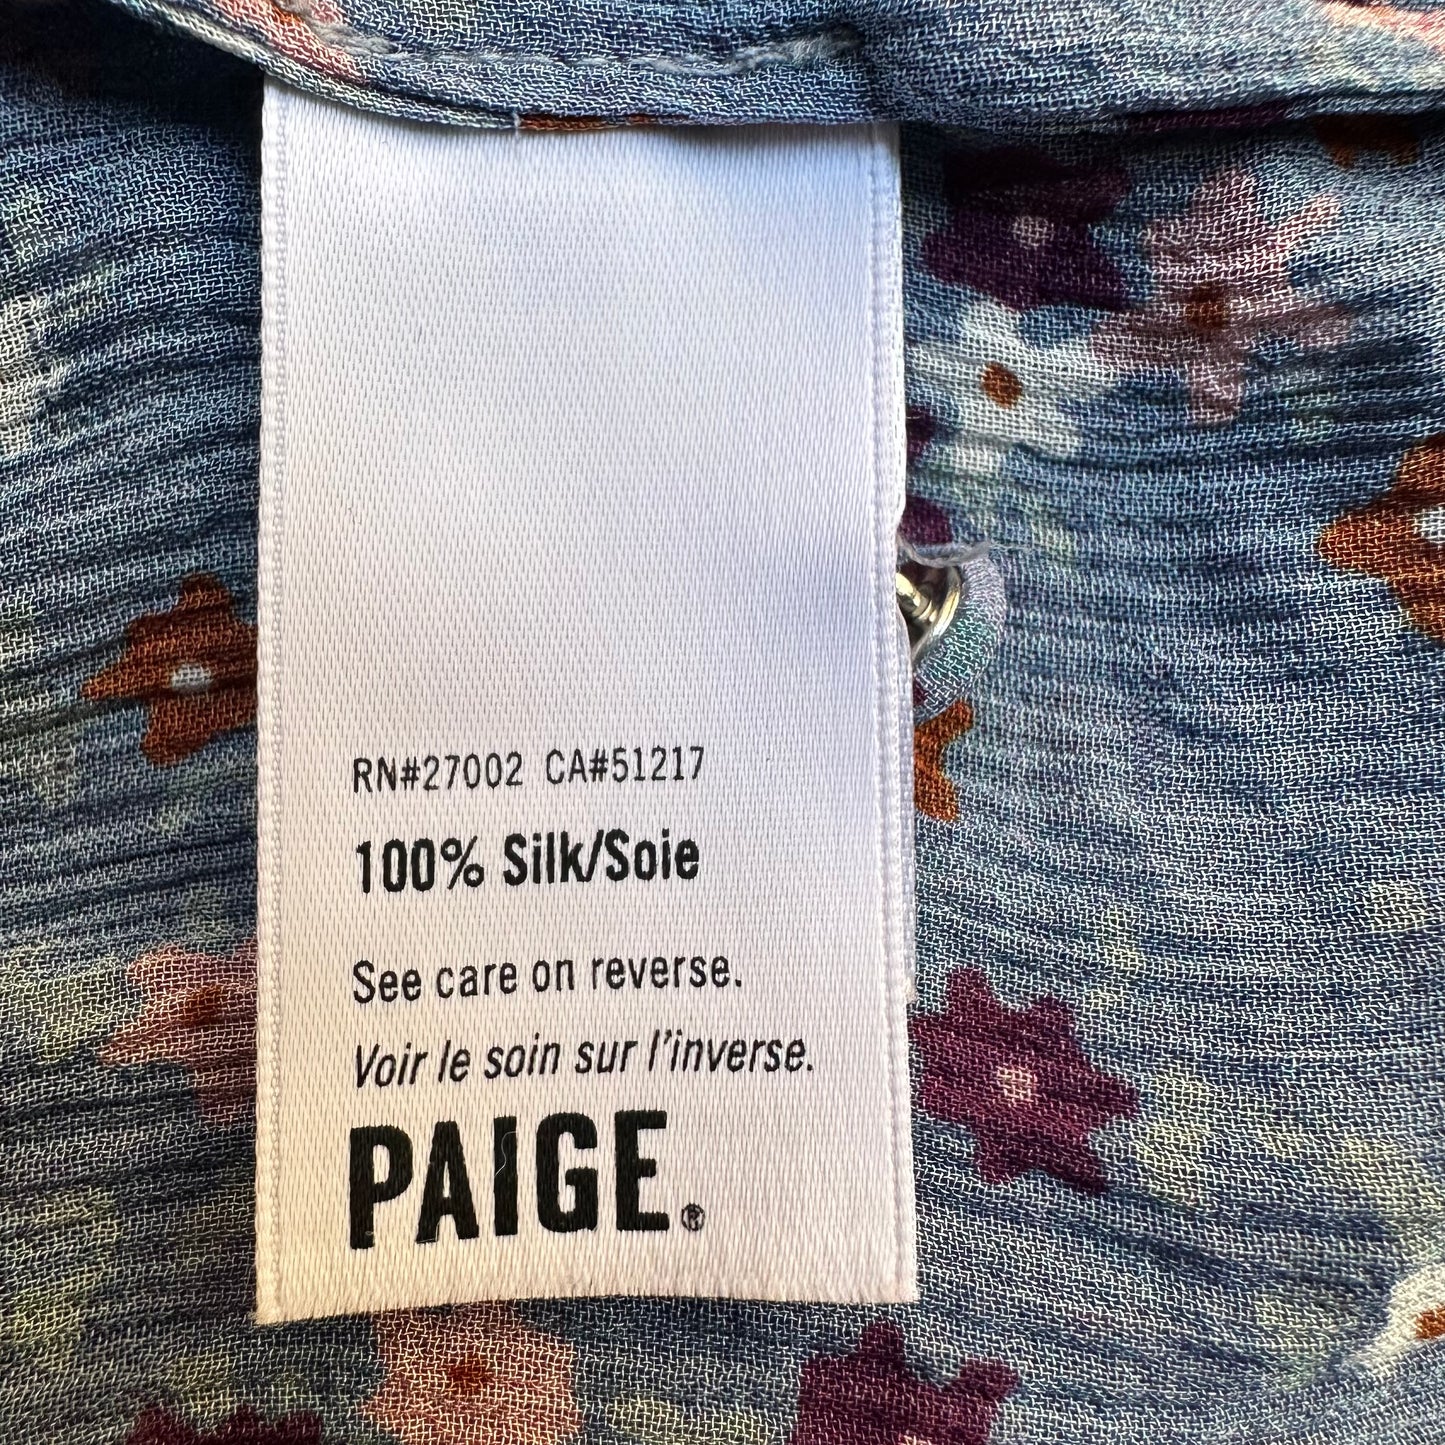 RN#27002 CA#51217
100% Silk/Soie
See care on reverse.
Voir le soin sur l'inverse.
PAIGE®